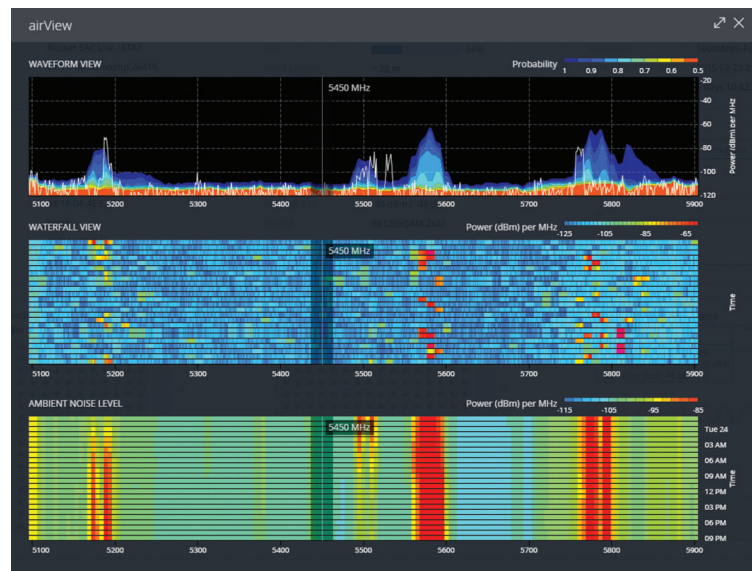 airView
WAVEFORM VIEW
Probability
1 0.9 0.8 0.7 0.6 0.5
5450 MHz
-20
-40
-60
-80
-100
-120
Power (dBm) per MHz
5100 5200 5300 5400 5500 5600 5700 5800 5900
WATERFALL VIEW
Power (dBm) per MHz
-125 -105 -85 -65
5450 MHz
Time
5100 5200 5300 5400 5500 5600 5700 5800 5900
AMBIENT NOISE LEVEL
Power (dBm) per MHz
-115 -105 -95 -85
5450 MHz
Tue 24
03 AM
06 AM
09 AM
12 PM
03 PM
06 PM
09 PM
Time
5100 5200 5300 5400 5500 5600 5700 5800 5900